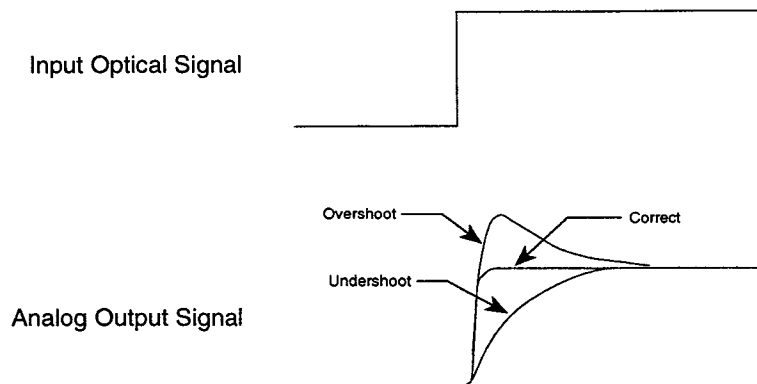 Input Optical Signal
Overshoot
Correct
Undershoot
Analog Output Signal